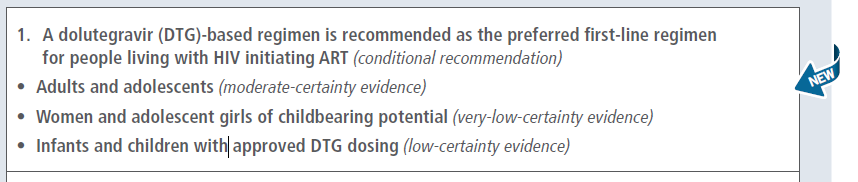 1. A dolutegravir (DTG)-based regimen is recommended as the preferred first-line regimen
for people living with HIV initiating ART (conditional recommendation)
• Adults and adolescents (moderate-certainty evidence)
NEW
• Women and adolescent girls of childbearing potential (very-low-certainty evidence)
• Infants and children with approved DTG dosing (low-certainty evidence)